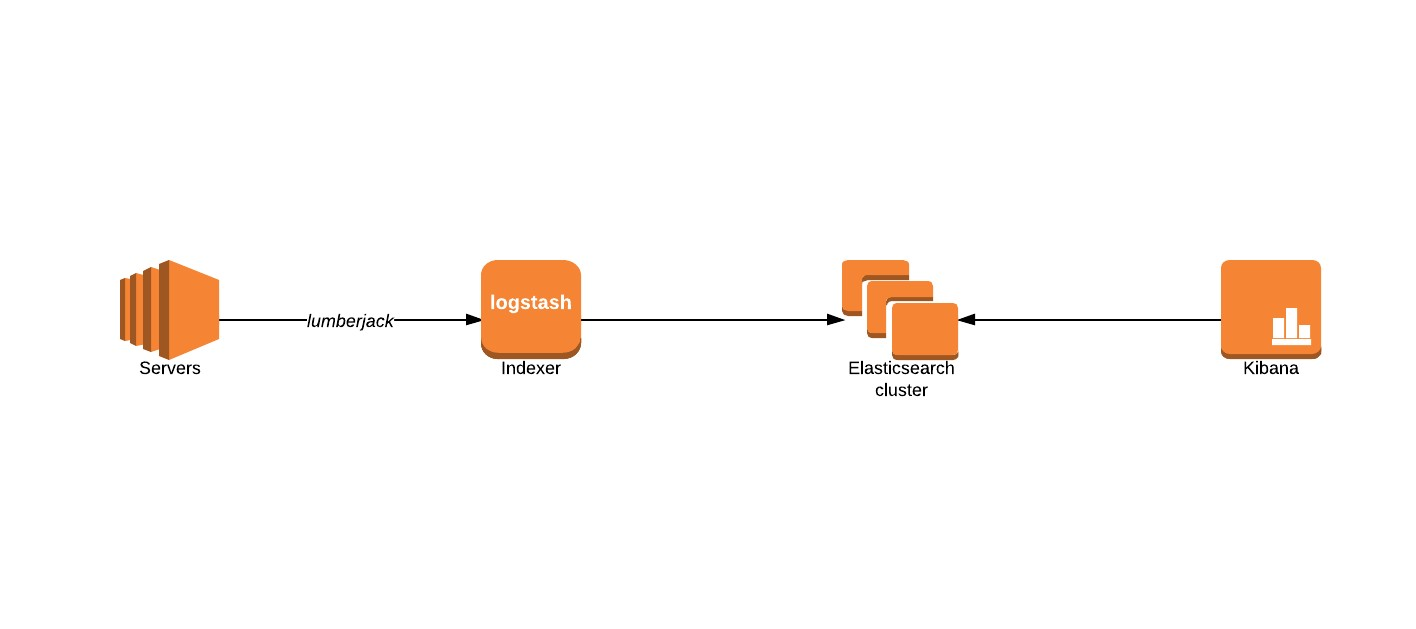 lumberjack
logstash
Servers
Indexer
Elasticsearch
cluster
Kibana